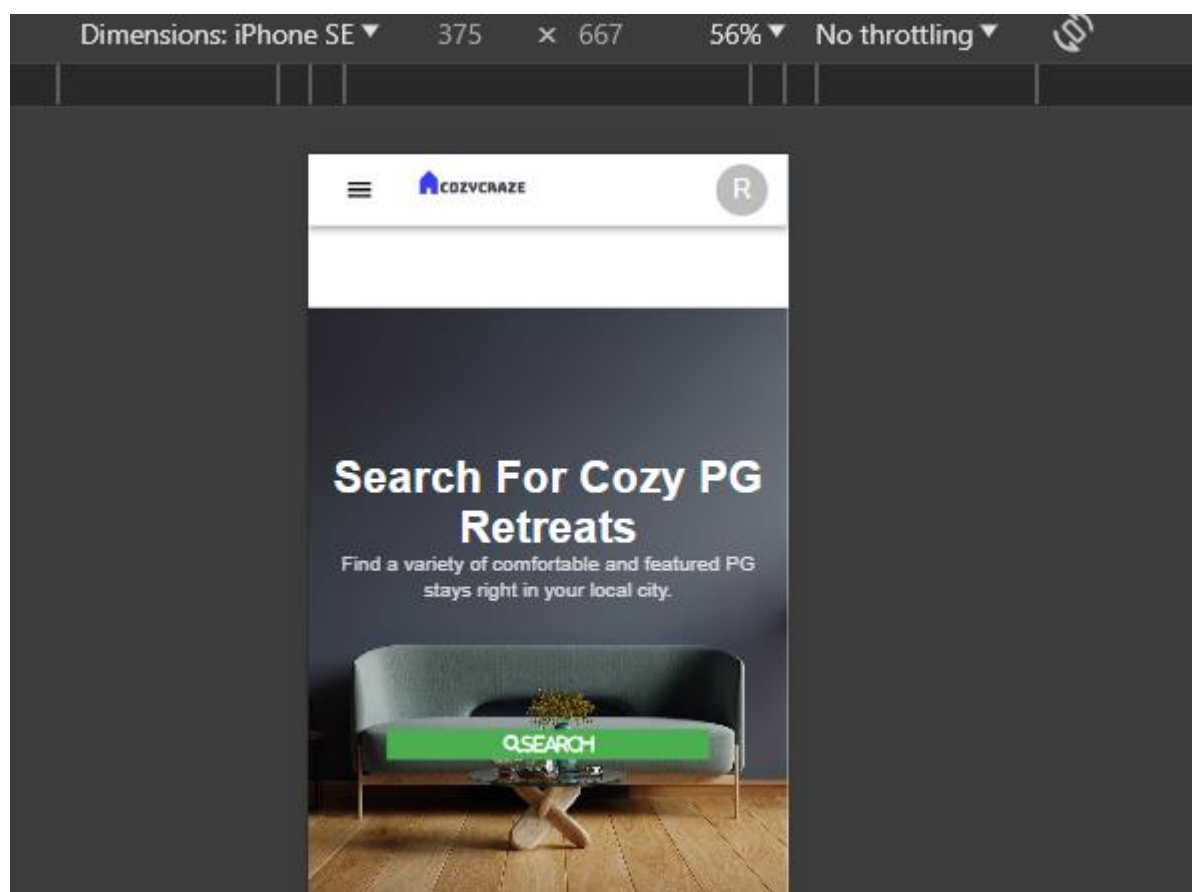 Dimensions: iPhone SE 375 × 667 56% No throttling
COZYCRAZE R
Search For Cozy PG
Retreats
Find a variety of comfortable and featured PG
stays right in your local city.
SEARCH